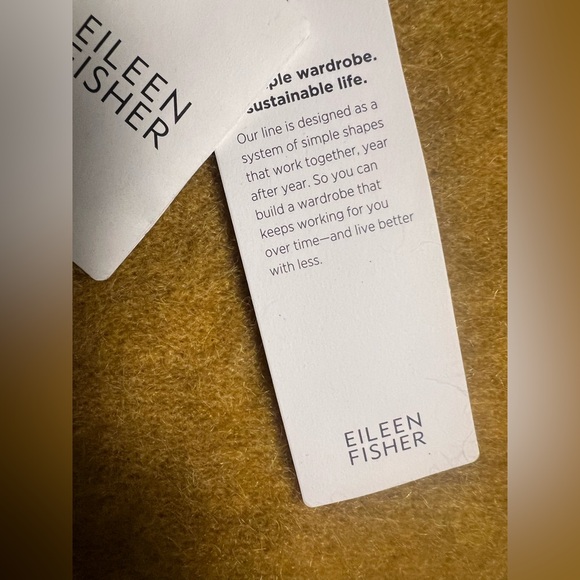 EILEEN
FISHER
wardrobe.
sustainable life.
Our line is designed as a
system of simple shapes
that work together, year
after year. So you can
build a wardrobe that
keeps working for you
over time—and live better
with less.
EILEEN
FISHER